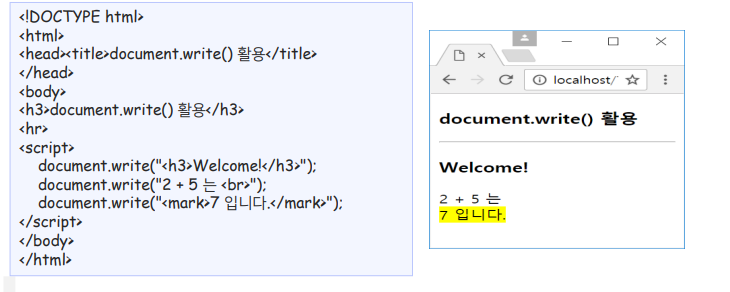 <!DOCTYPE html>
<html>
<head><title>document.write() 활용</title>
</head>
<body>
<h3>document.write() 활용</h3>
<hr>
<script>
document.write("<h3>Welcome!</h3>");
document.write("2 + 5 는 <br>");
document.write("<mark>7 입니다.</mark>");
</script>
</body>
</html>
localhost/
document.write() 활용
Welcome!
2 + 5 는
7 입니다.